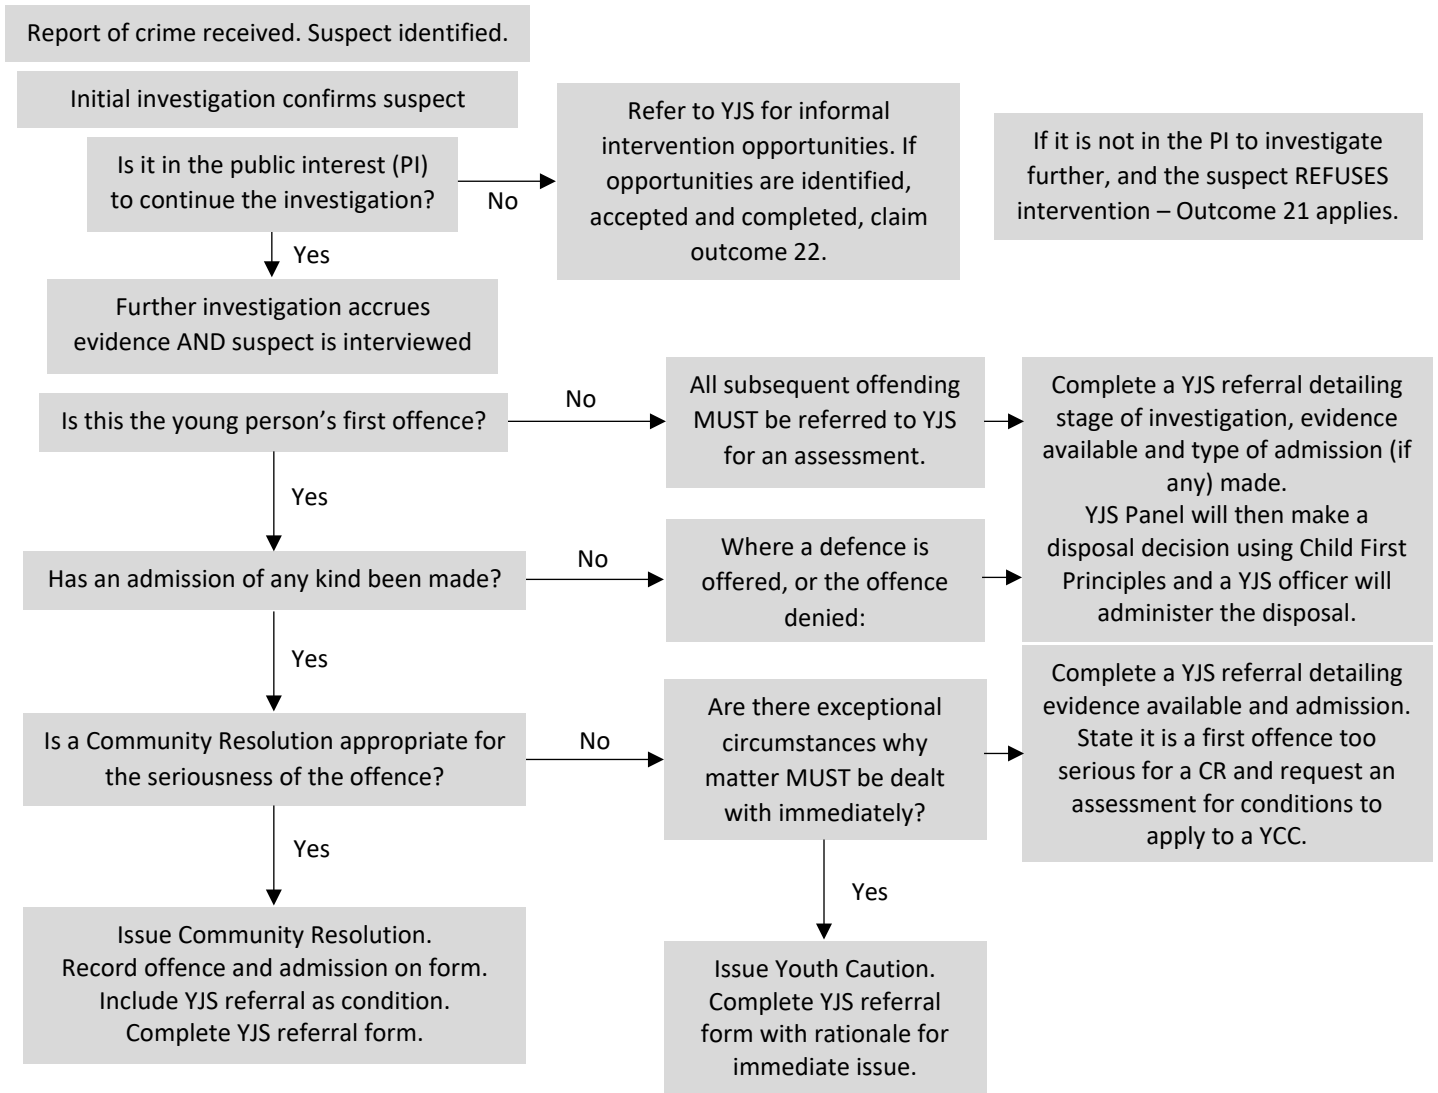 Report of crime received. Suspect identified.
Initial investigation confirms suspect
Is it in the public interest (PI)
to continue the investigation?
No
Refer to YJS for informal
intervention opportunities. If
opportunities are identified,
accepted and completed, claim
outcome 22.
If it is not in the PI to investigate
further, and the suspect REFUSES
intervention – Outcome 21 applies.
Yes
Further investigation accrues
evidence AND suspect is interviewed
Is this the young person’s first offence?
No
All subsequent offending
MUST be referred to YJS
for an assessment.
Complete a YJS referral detailing
stage of investigation, evidence
available and type of admission (if
any) made.
YJS Panel will then make a
disposal decision using Child First
Principles and a YJS officer will
administer the disposal.
Yes
Has an admission of any kind been made?
No
Where a defence is
offered, or the offence
denied:
Yes
Is a Community Resolution appropriate for
the seriousness of the offence?
No
Are there exceptional
circumstances why
matter MUST be dealt
with immediately?
Complete a YJS referral detailing
evidence available and admission.
State it is a first offence too
serious for a CR and request an
assessment for conditions to
apply to a YCC.
Yes
Issue Community Resolution.
Record offence and admission on form.
Include YJS referral as condition.
Complete YJS referral form.
Yes
Issue Youth Caution.
Complete YJS referral
form with rationale for
immediate issue.